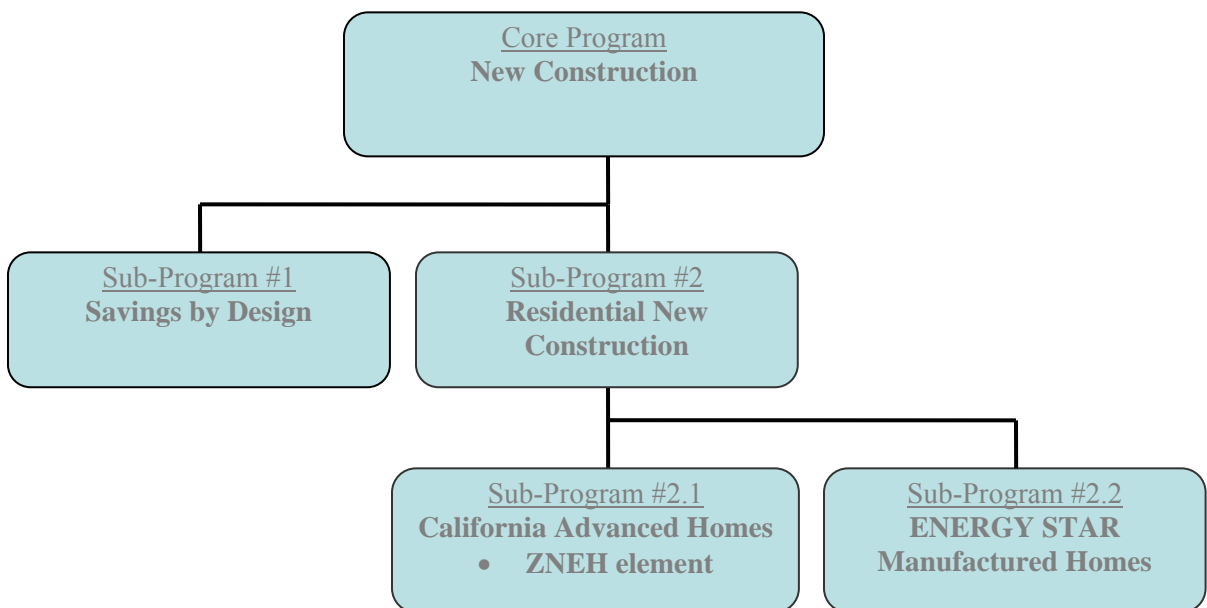 Core Program
New Construction
Sub-Program #1
Savings by Design
Sub-Program #2
Residential New
Construction
Sub-Program #2.1
California Advanced Homes
• ZNEH element
Sub-Program #2.2
ENERGY STAR
Manufactured Homes